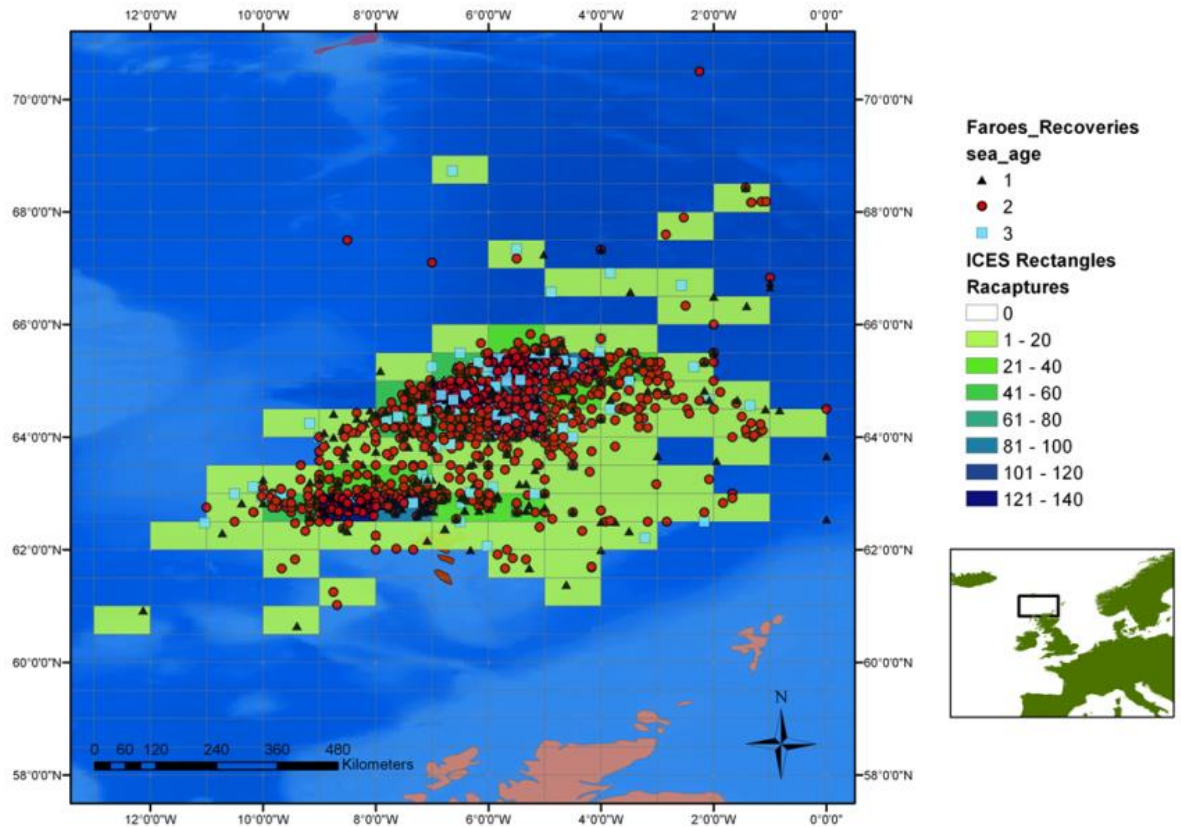 12°0'0"W 10°0'0"W 8°0'0"W 6°0'0"W 4°0'0"W 2°0'0"W 0°0'0"
70°0'0"N 70°0'0"N
68°0'0"N 68°0'0"N
66°0'0"N 66°0'0"N
64°0'0"N 64°0'0"N
62°0'0"N 62°0'0"N
60°0'0"N 60°0'0"N
58°0'0"N 58°0'0"N
N
0 60 120 240 360 480
Kilometers
12°0'0"W 10°0'0"W 8°0'0"W 6°0'0"W 4°0'0"W 2°0'0"W 0°0'0"
Faroes_Recoveries
sea_age
1
2
3
ICES Rectangles
Racaptures
0
1 - 20
21 - 40
41 - 60
61 - 80
81 - 100
101 - 120
121 - 140